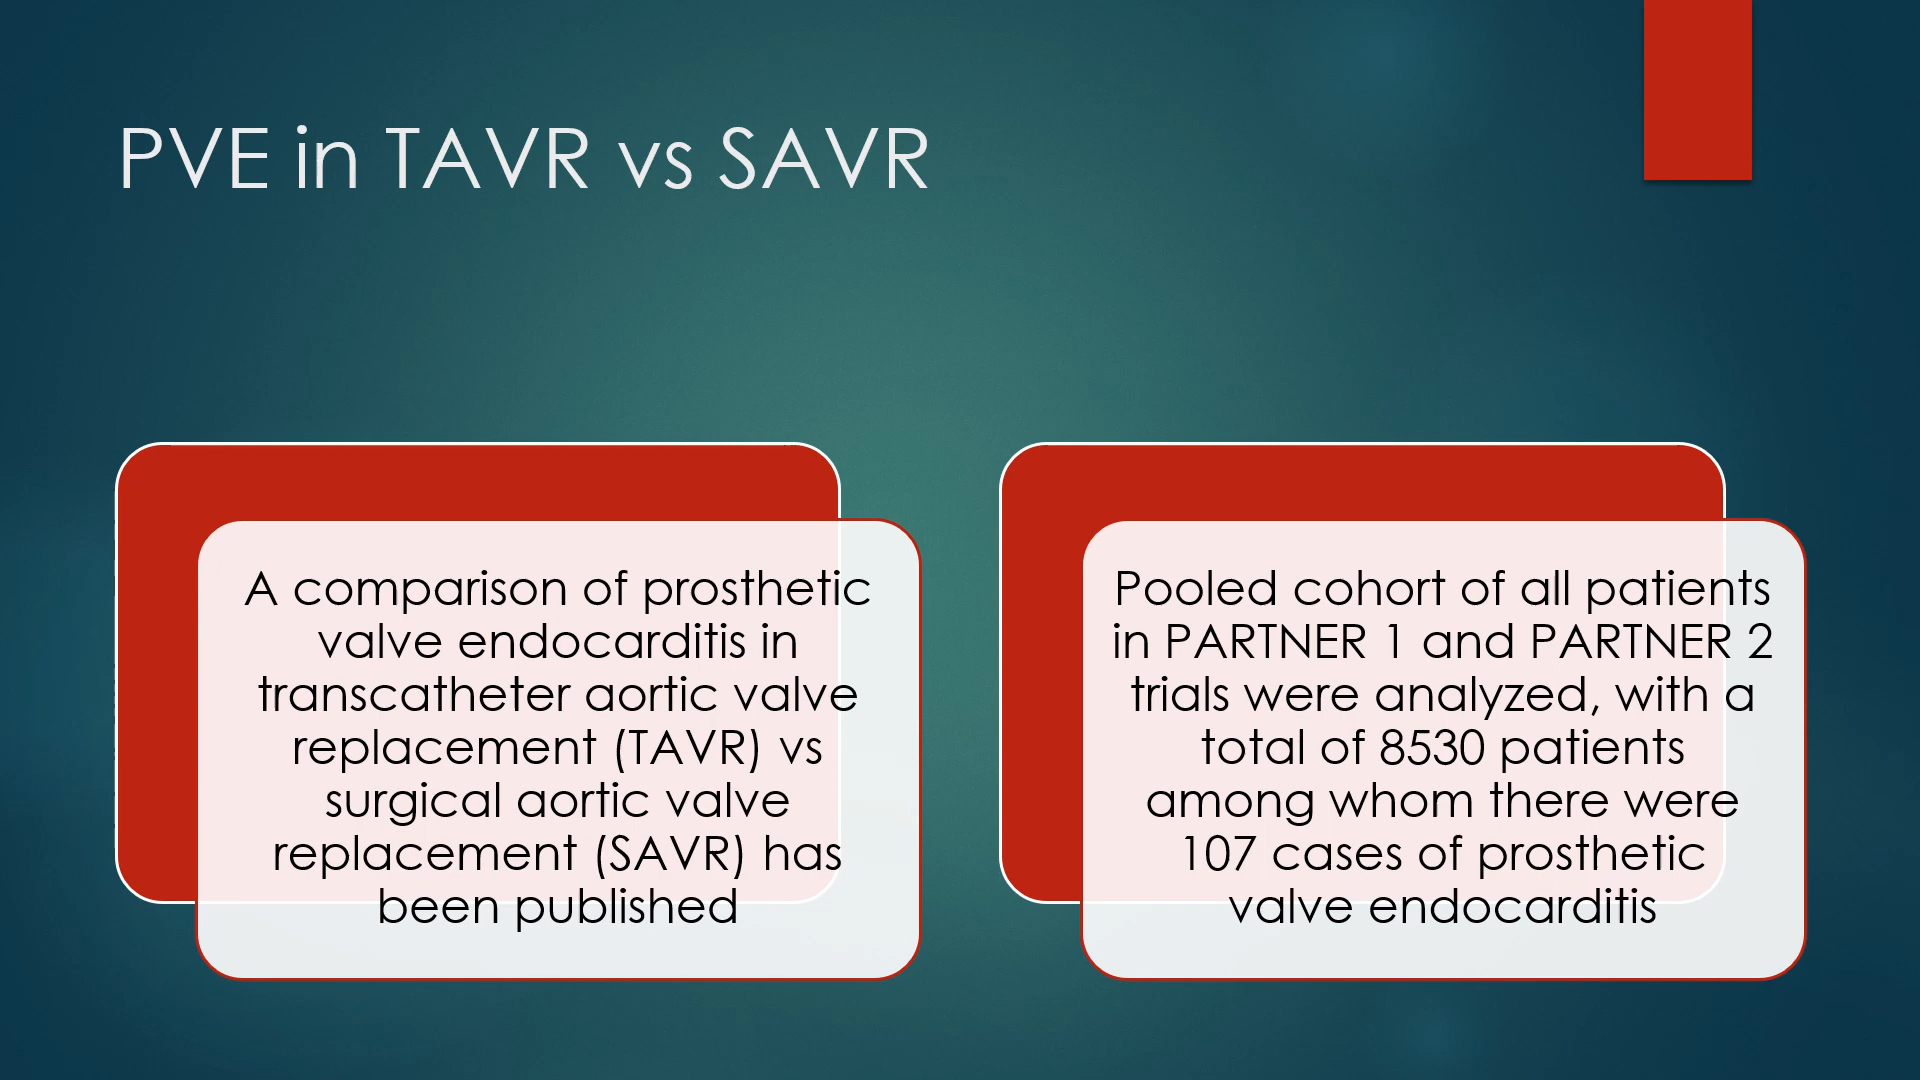 PVE in TAVR vs SAVR
A comparison of prosthetic
valve endocarditis in
transcatheter aortic valve
replacement (TAVR) vs
surgical aortic valve
replacement (SAVR) has
been published
Pooled cohort of all patients
in PARTNER 1 and PARTNER 2
trials were analyzed, with a
total of 8530 patients
among whom there were
107 cases of prosthetic
valve endocarditis